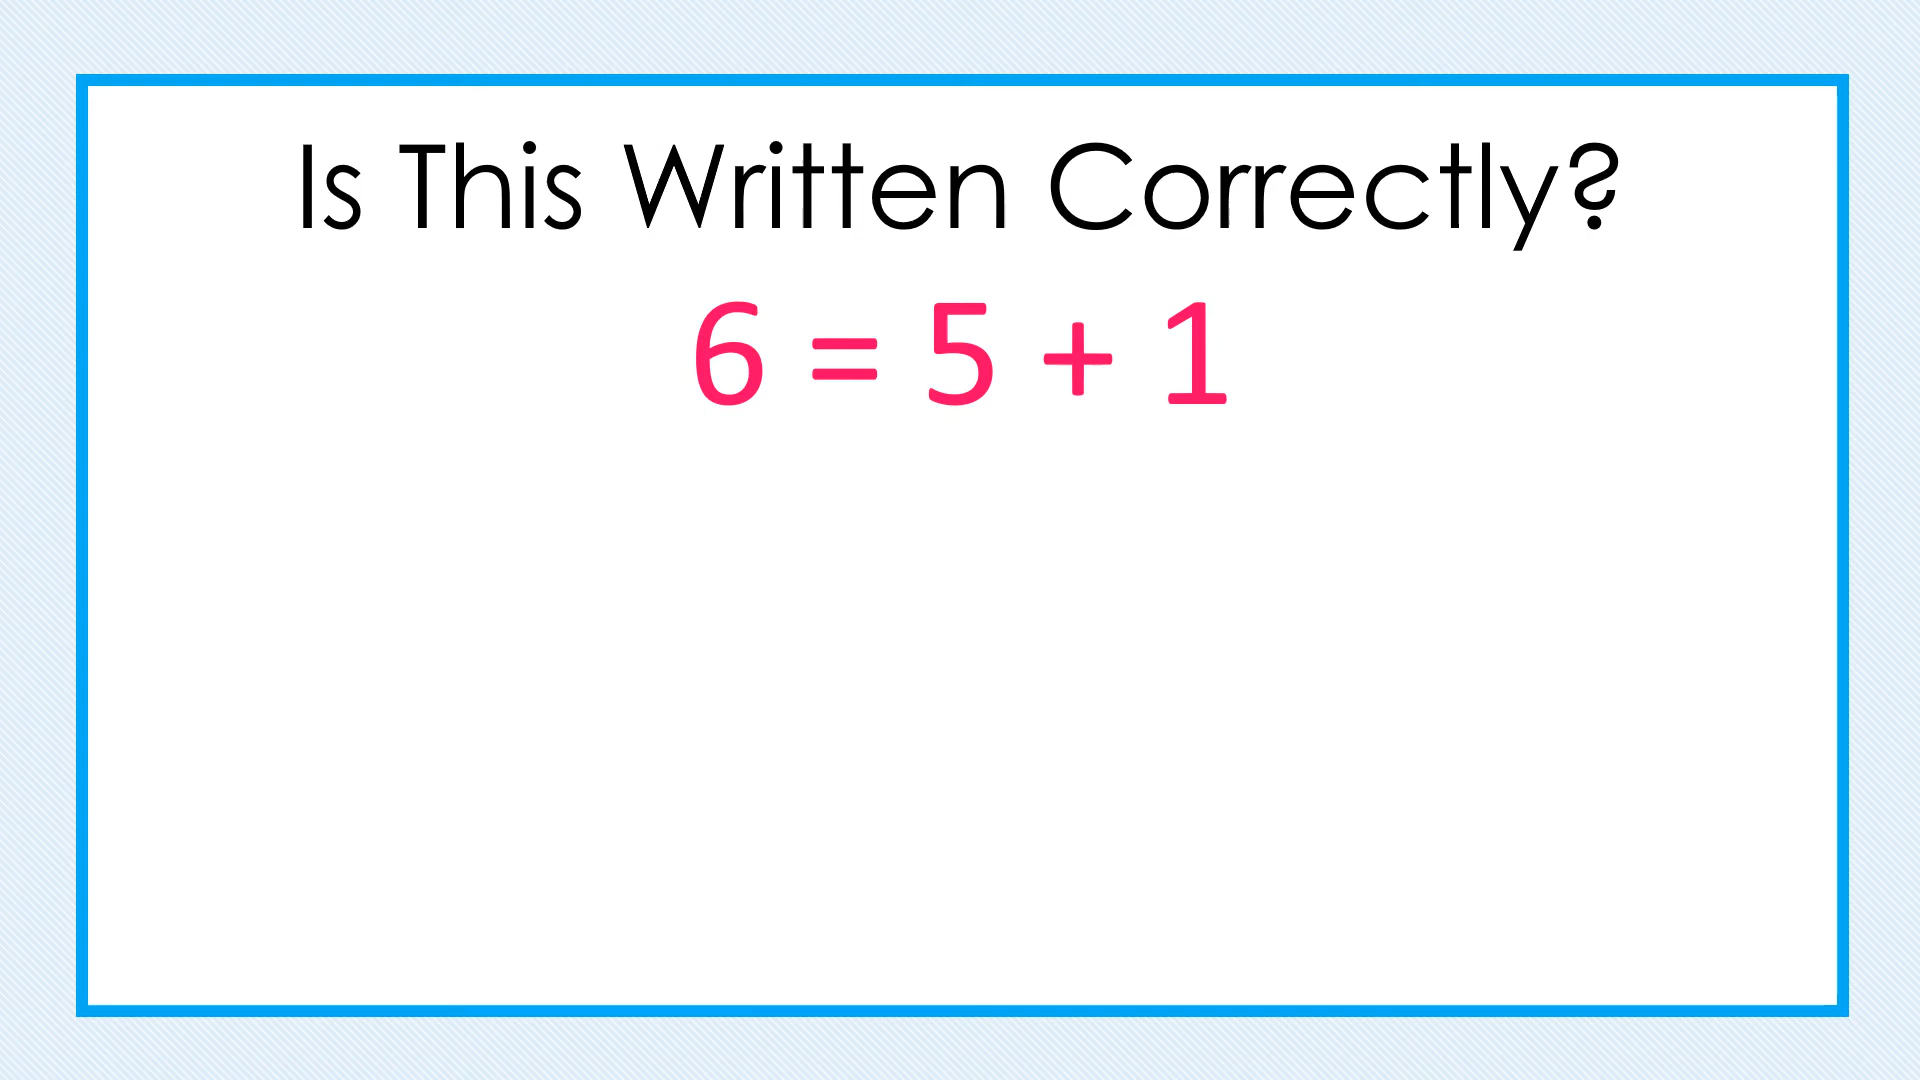 Is This Written Correctly?
6 = 5 + 1